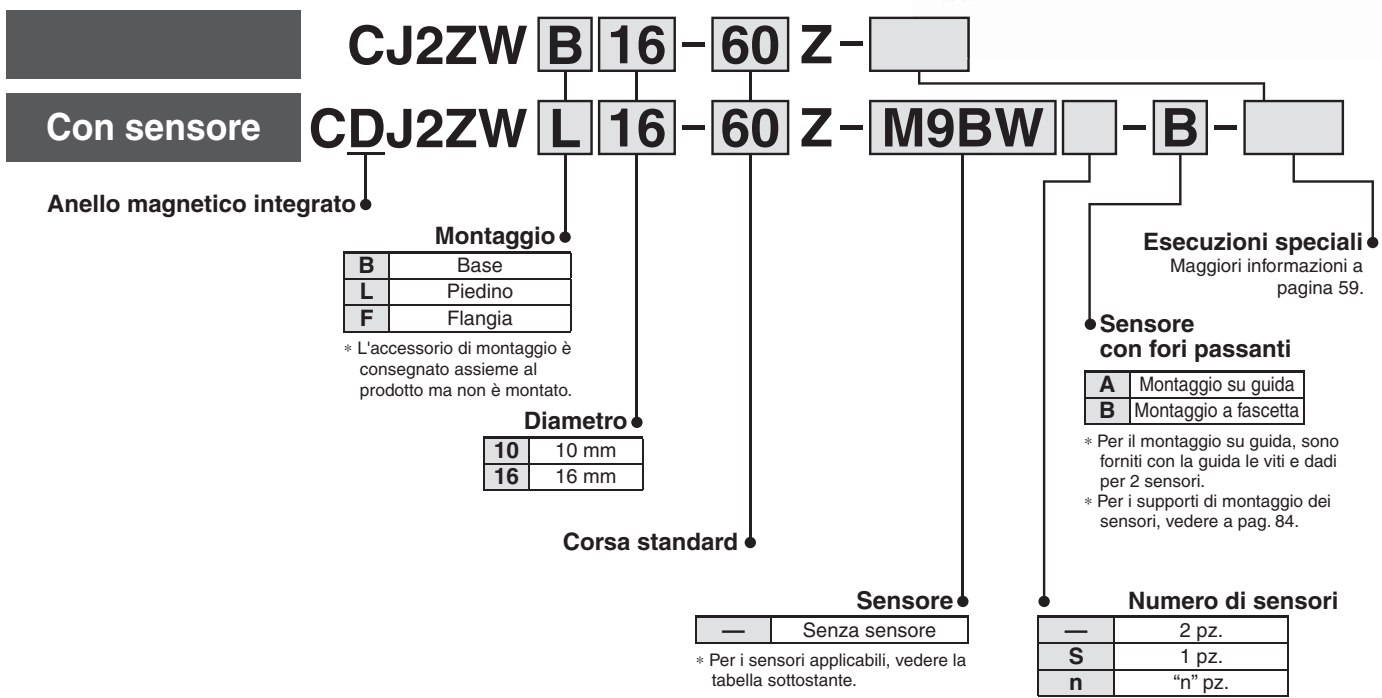 CJ2ZW B 16 - 60 Z -
Con sensore CDJ2ZW L 16 - 60 Z - M9BW - B -
Anello magnetico integrato
Montaggio
B Base
L Piedino
F Flangia
* L'accessorio di montaggio è
consegnato assieme al
prodotto ma non è montato.
Diametro
10 10 mm
16 16 mm
Corsa standard
Sensore
— Senza sensore
* Per i sensori applicabili, vedere la
tabella sottostante.
Esecuzioni speciali
Maggiori informazioni a
pagina 59.
Sensore
con fori passanti
A Montaggio su guida
B Montaggio a fascetta
* Per il montaggio su guida, sono
forniti con la guida le viti e dadi
per 2 sensori.
* Per i supporti di montaggio dei
sensori, vedere a pag. 84.
Numero di sensori
— 2 pz.
S 1 pz.
n "n" pz.